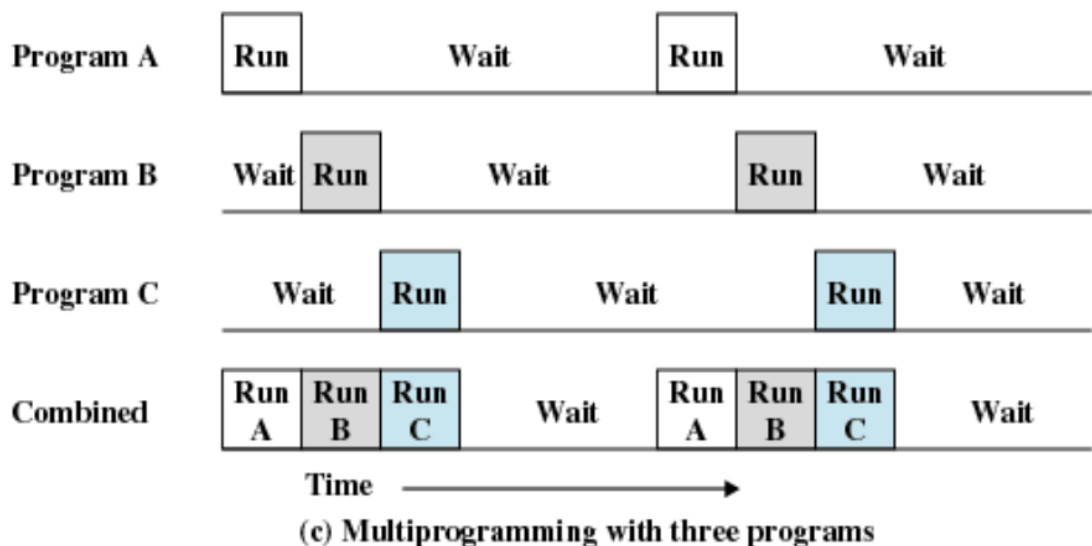 Program A Run Wait Run Wait
Program B Wait Run Wait Run Wait
Program C Wait Run Wait Run Wait
Combined Run A Run B Run C Wait Run A Run B Run C Wait
Time
(c) Multiprogramming with three programs